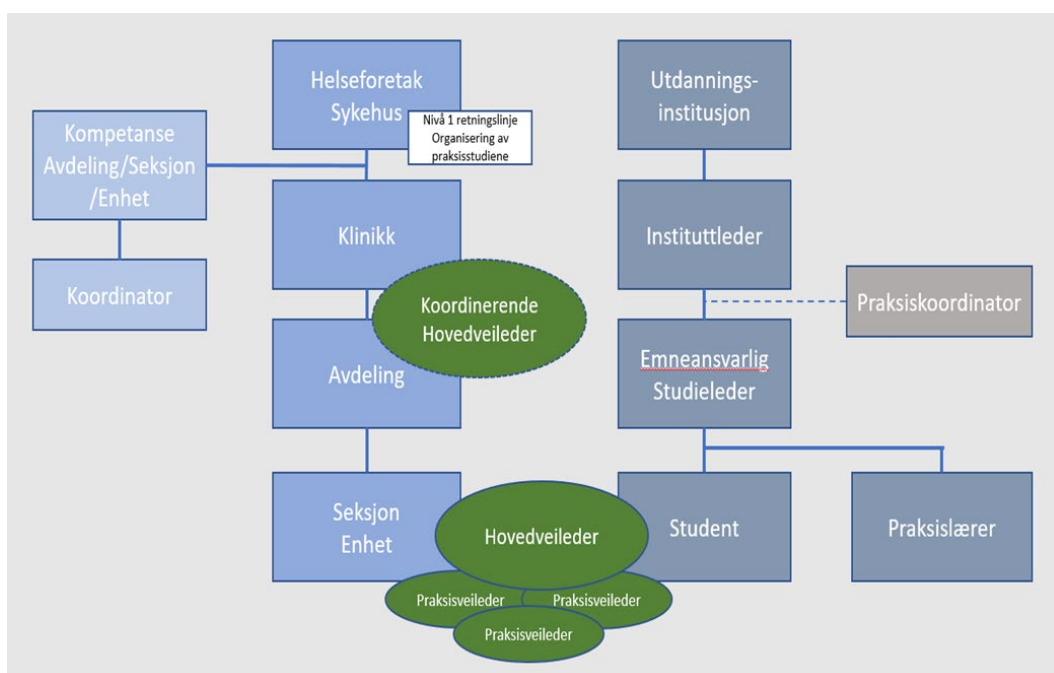 Helseforetak
Sykehus
Nivå 1 retningslinje
Organisering av
praksisstudiene
Kompetanse
Avdeling/Seksjon
/Enhet
Koordinator
Klinikk
Koordinerende
Hovedveileder
Avdeling
Seksjon
Enhet
Hovedveileder
Praksisveileder
Praksisveileder
Praksisveileder
Utdannings-
institusjon
Instituttleder
Praksiskoordinator
Emneansvarlig
Studieleder
Student
Praksislærer